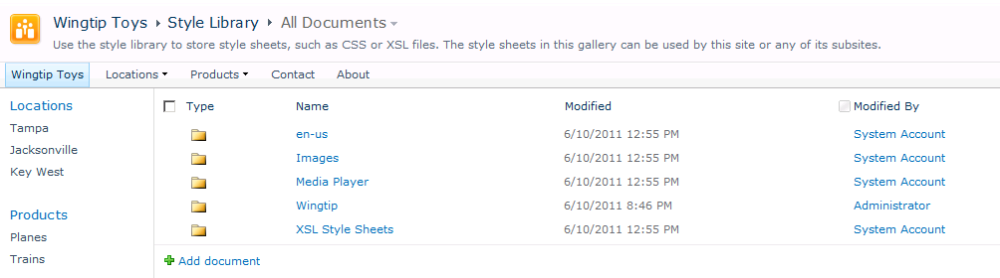 Wingtip Toys Style Library All Documents
Use the style library to store style sheets, such as CSS or XSL files. The style sheets in this gallery can be used by this site or any of its subsites.
Wingtip Toys Locations Products Contact About
Locations
Tampa
Jacksonville
Key West
Products
Planes
Trains
Type Name Modified Modified By
en-us 6/10/2011 12:55 PM System Account
Images 6/10/2011 12:55 PM System Account
Media Player 6/10/2011 12:55 PM System Account
Wingtip 6/10/2011 8:46 PM Administrator
XSL Style Sheets 6/10/2011 12:55 PM System Account
Add document